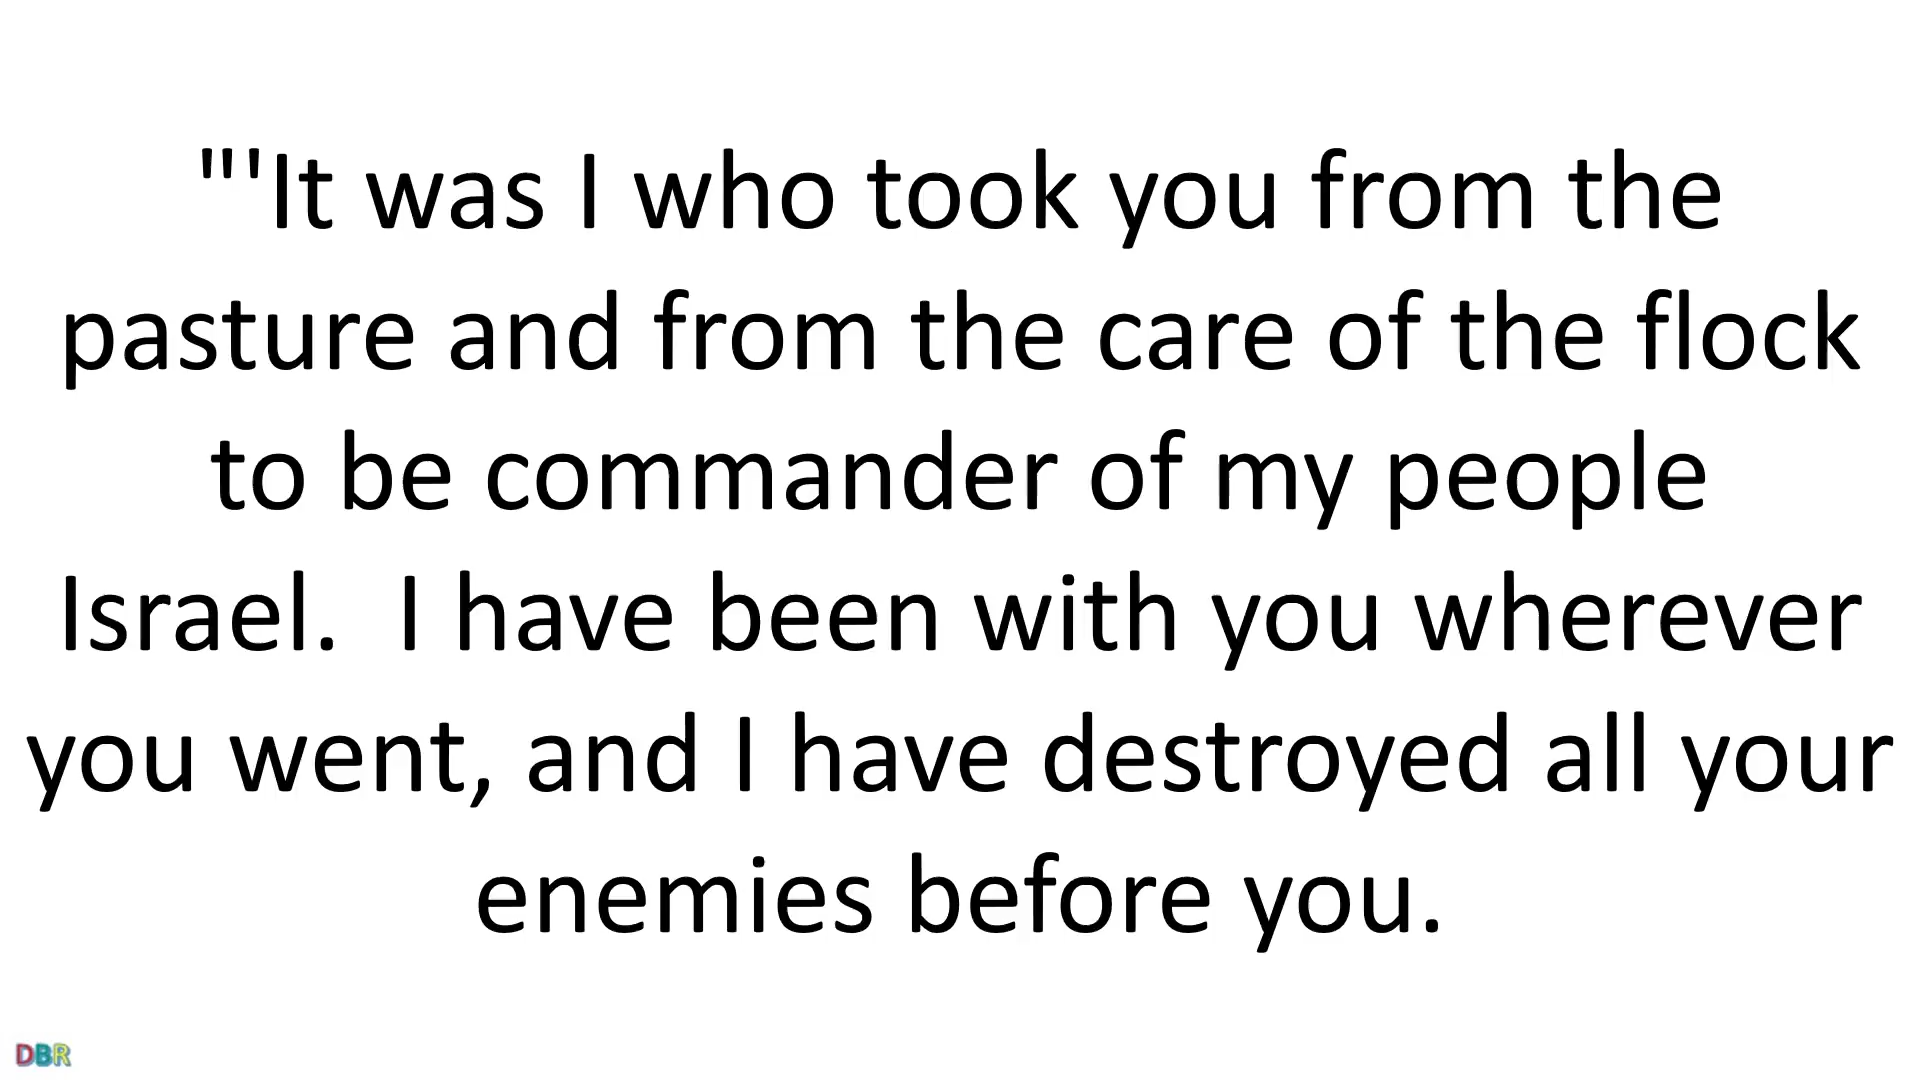 "'It was I who took you from the
pasture and from the care of the flock
to be commander of my people
Israel.  I have been with you wherever
you went, and I have destroyed all your
enemies before you.
DBR